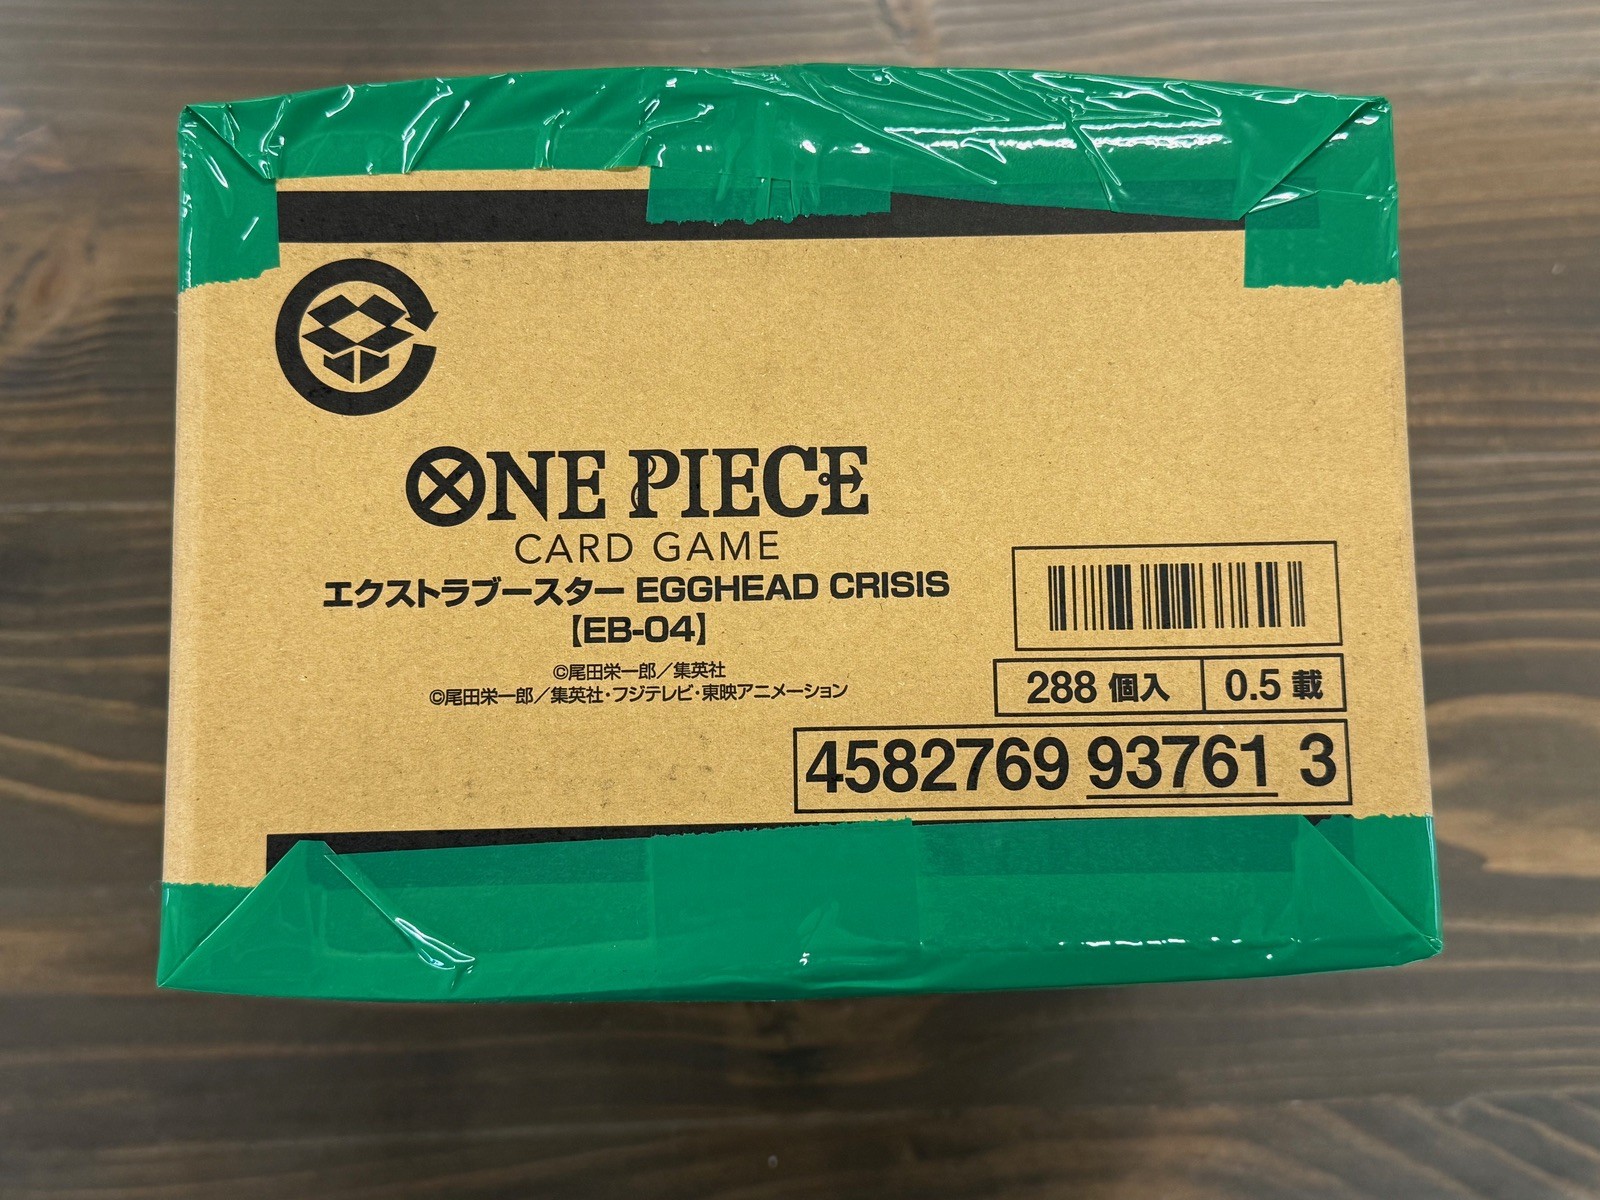 ONE PIECE
CARD GAME
エクストラブースター EGGHEAD CRISIS
【EB-04】
©尾田栄一郎／集英社
©尾田栄一郎／集英社・フジテレビ・東映アニメーション
288 個入
0.5 載
4582769 93761 3